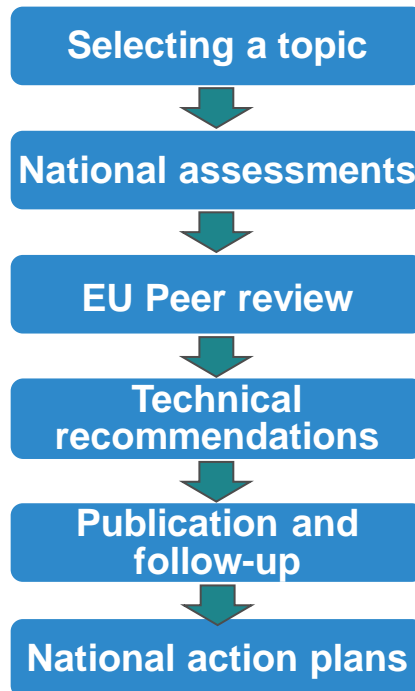 Selecting a topic
National assessments
EU Peer review
Technical
recommendations
Publication and
follow-up
National action plans